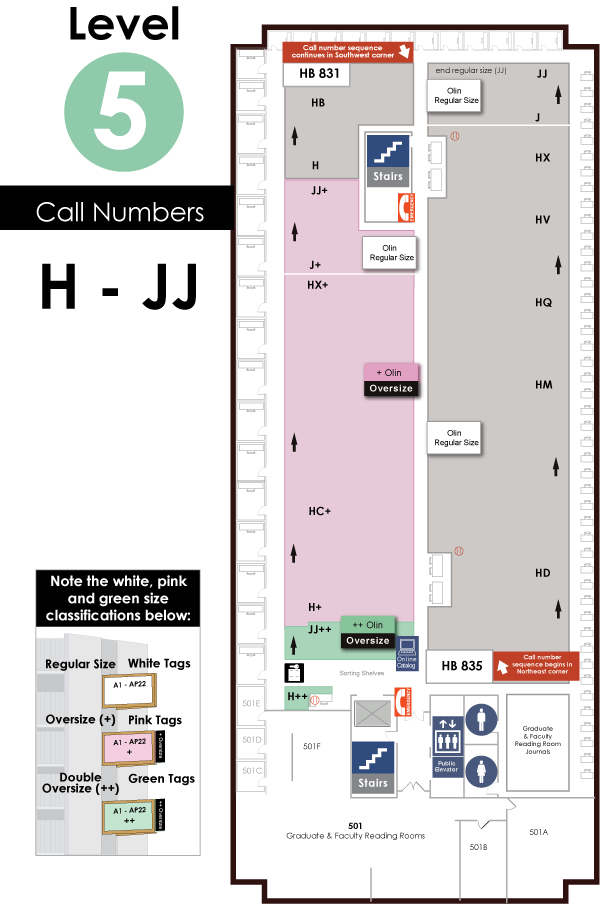 Level
5
Call Numbers
H - JJ
Call number sequence
continues in Southwest corner
HB 831
HB
H
JJ+
J+
HX+
HC+
H+
JJ++
H++
Stairs
EMERGENCY
Olin
Regular Size
+ Olin
Oversize
++ Olin
Oversize
Online
Catalog
Sorting Shelves
end regular size (JJ)
JJ
Olin
Regular Size
J
HX
HV
HQ
HM
Olin
Regular Size
HD
HB 835
Call number
sequence begins in
Northeast corner
EMERGENCY
501E
501D
501C
501F
Stairs
Public
Elevator
Graduate
& Faculty
Reading Room
Journals
501
Graduate & Faculty Reading Rooms
501B
501A
Note the white, pink
and green size
classifications below:
Regular Size White Tags
A1 - AP22
Oversize (+) Pink Tags
A1 - AP22
+
+ Oversize
Double
Oversize (++) Green Tags
A1 - AP22
++
++ Oversize